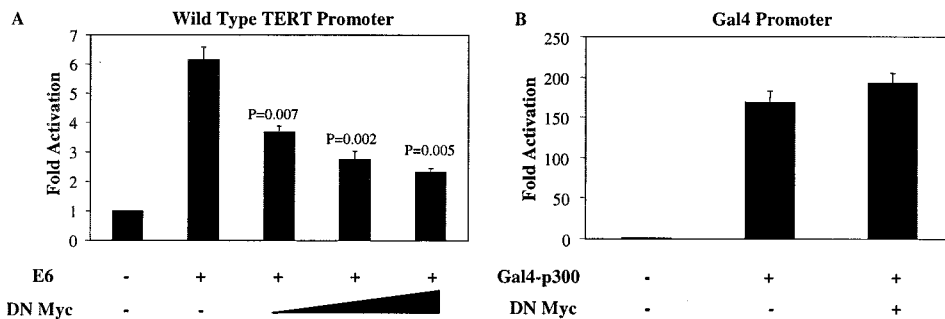 A
Wild Type TERT Promoter
Fold Activation
7
6
5
4
3
2
1
0
P=0.007
P=0.002
P=0.005
E6 - + + + +
DN Myc - -
B
Gal4 Promoter
Fold Activation
250
200
150
100
50
0
Gal4-p300 - + +
DN Myc - - +